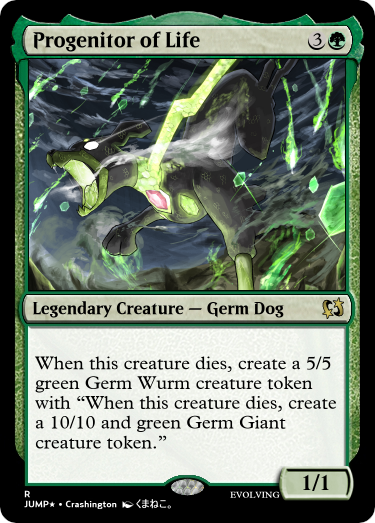 Progenitor of Life 3
Legendary Creature — Germ Dog
When this creature dies, create a 5/5
green Germ Wurm creature token
with “When this creature dies, create
a 10/10 and green Germ Giant
creature token.”
1/1
R
JUMP★ • Crashington くまねこ。
EVOLVING